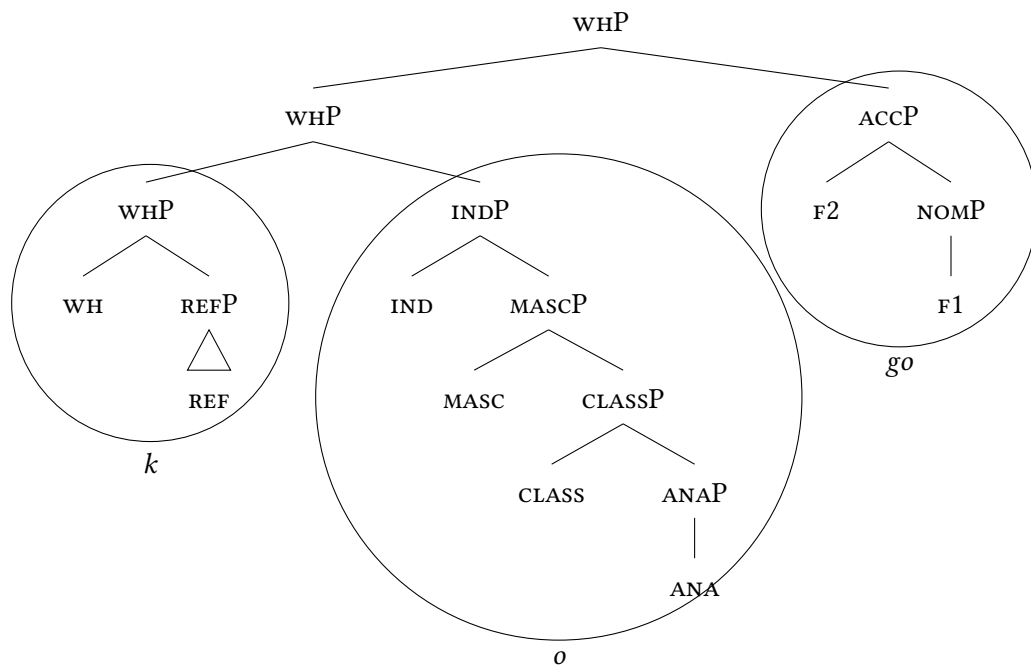 WHP
WHP ACCP
WHP INDP F2 NOMP
WH REFP IND MASCP F1
REF MASC CLASSP go
k CLASS ANAP
ANA
o